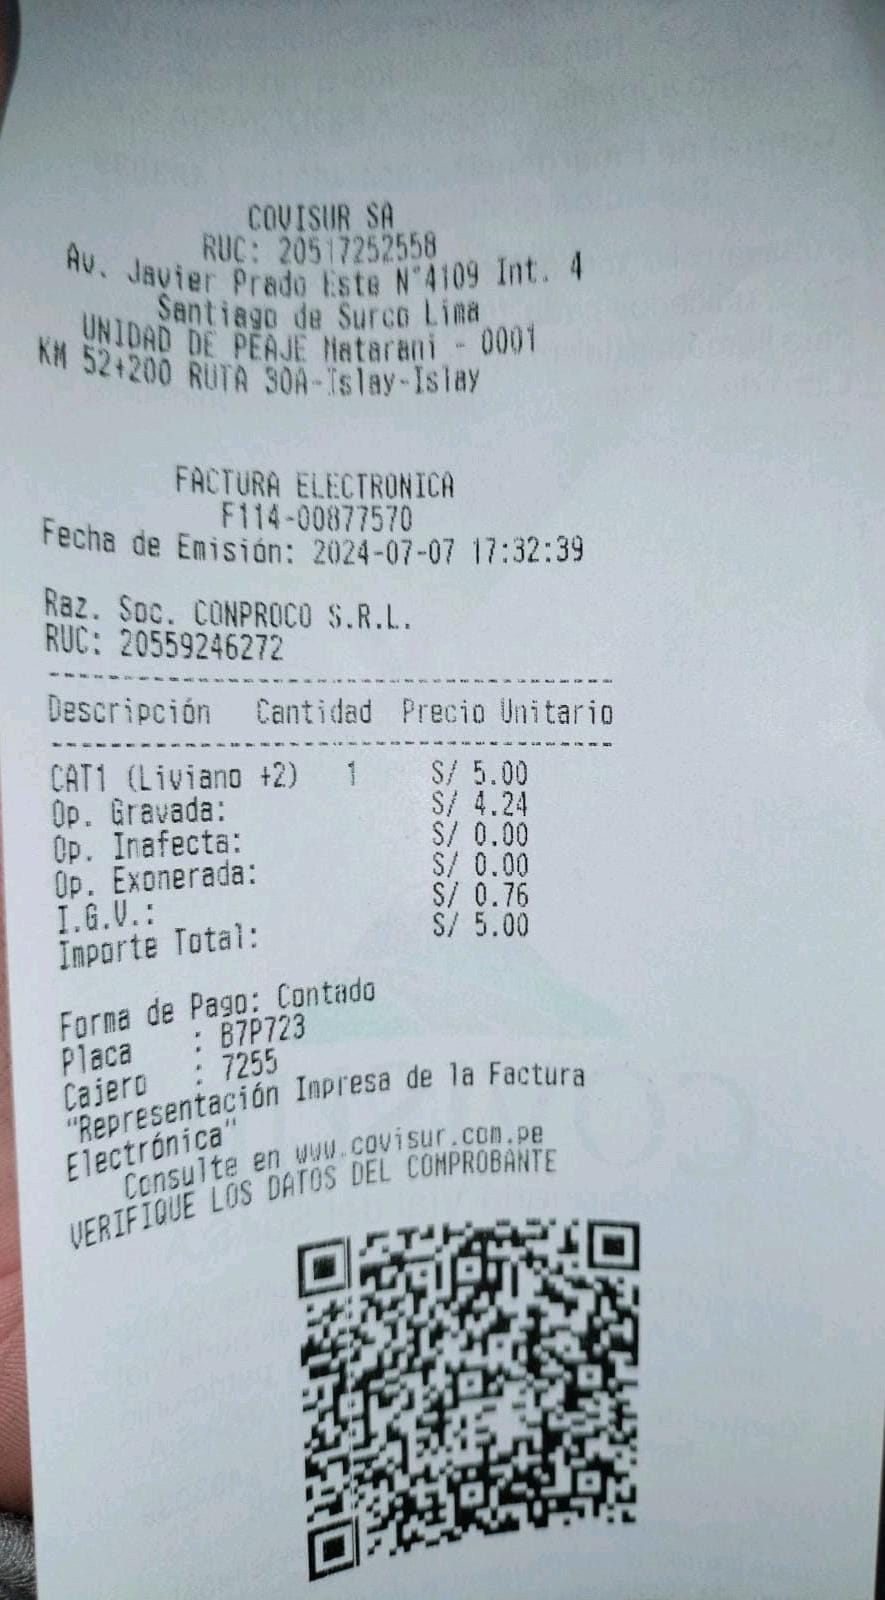 COVISUR SA
RUC: 20517252558
Av. Javier Prado Este N°4109 Int. 4
Santiago de Surco Lima
UNIDAD DE PEAJE Matarani - 0001
KM 52+200 RUTA 30A-Islay-Islay
FACTURA ELECTRONICA
F114-00877570
Fecha de Emisión: 2024-07-07 17:32:39
Raz. Soc. CONPROCO S.R.L.
RUC: 20559246272
Descripción Cantidad Precio Unitario
CAT1 (Liviano +2) 1 S/ 5.00
Op. Gravada: S/ 4.24
Op. Inafecta: S/ 0.00
Op. Exonerada: S/ 0.00
I.G.V.: S/ 0.76
Importe Total: S/ 5.00
Forma de Pago: Contado
Placa : B7P723
Cajero : 7255
"Representación Impresa de la Factura
Electrónica"
Consulte en www.covisur.com.pe
VERIFIQUE LOS DATOS DEL COMPROBANTE